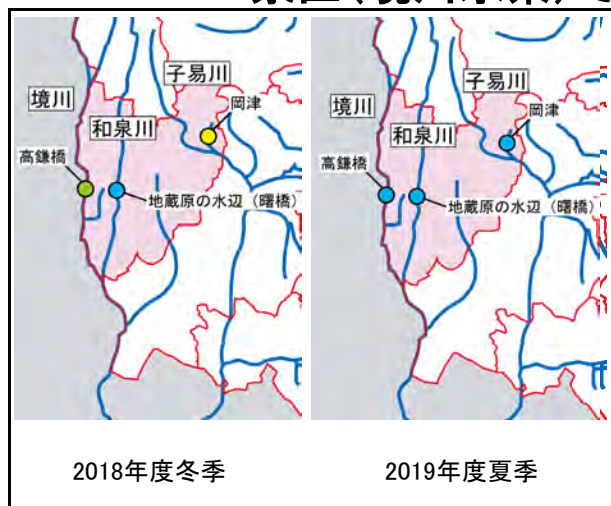 子易川
岡津
境川
和泉川
高鎌橋
地蔵原の水辺（曙橋）
2018年度冬季
子易川
岡津
境川
和泉川
高鎌橋
地蔵原の水辺（曙橋）
2019年度夏季